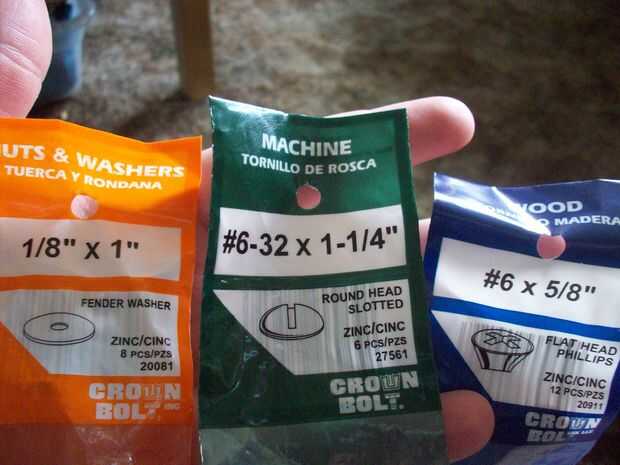 UTS & WASHERS
TUERCA Y RONDANA
1/8" x 1"
FENDER WASHER
ZINC/CINC
8 PCS/PZS
20081
CROWN
BOLT INC
MACHINE
TORNILLO DE ROSCA
#6-32 x 1-1/4"
ROUND HEAD
SLOTTED
ZINC/CINC
6 PCS/PZS
27561
CROWN
BOLT.
WOOD
MADERA
#6 x 5/8"
FLAT HEAD
PHILLIPS
ZINC/CINC
12 PCS/PZS
20911
CROWN
BOLT